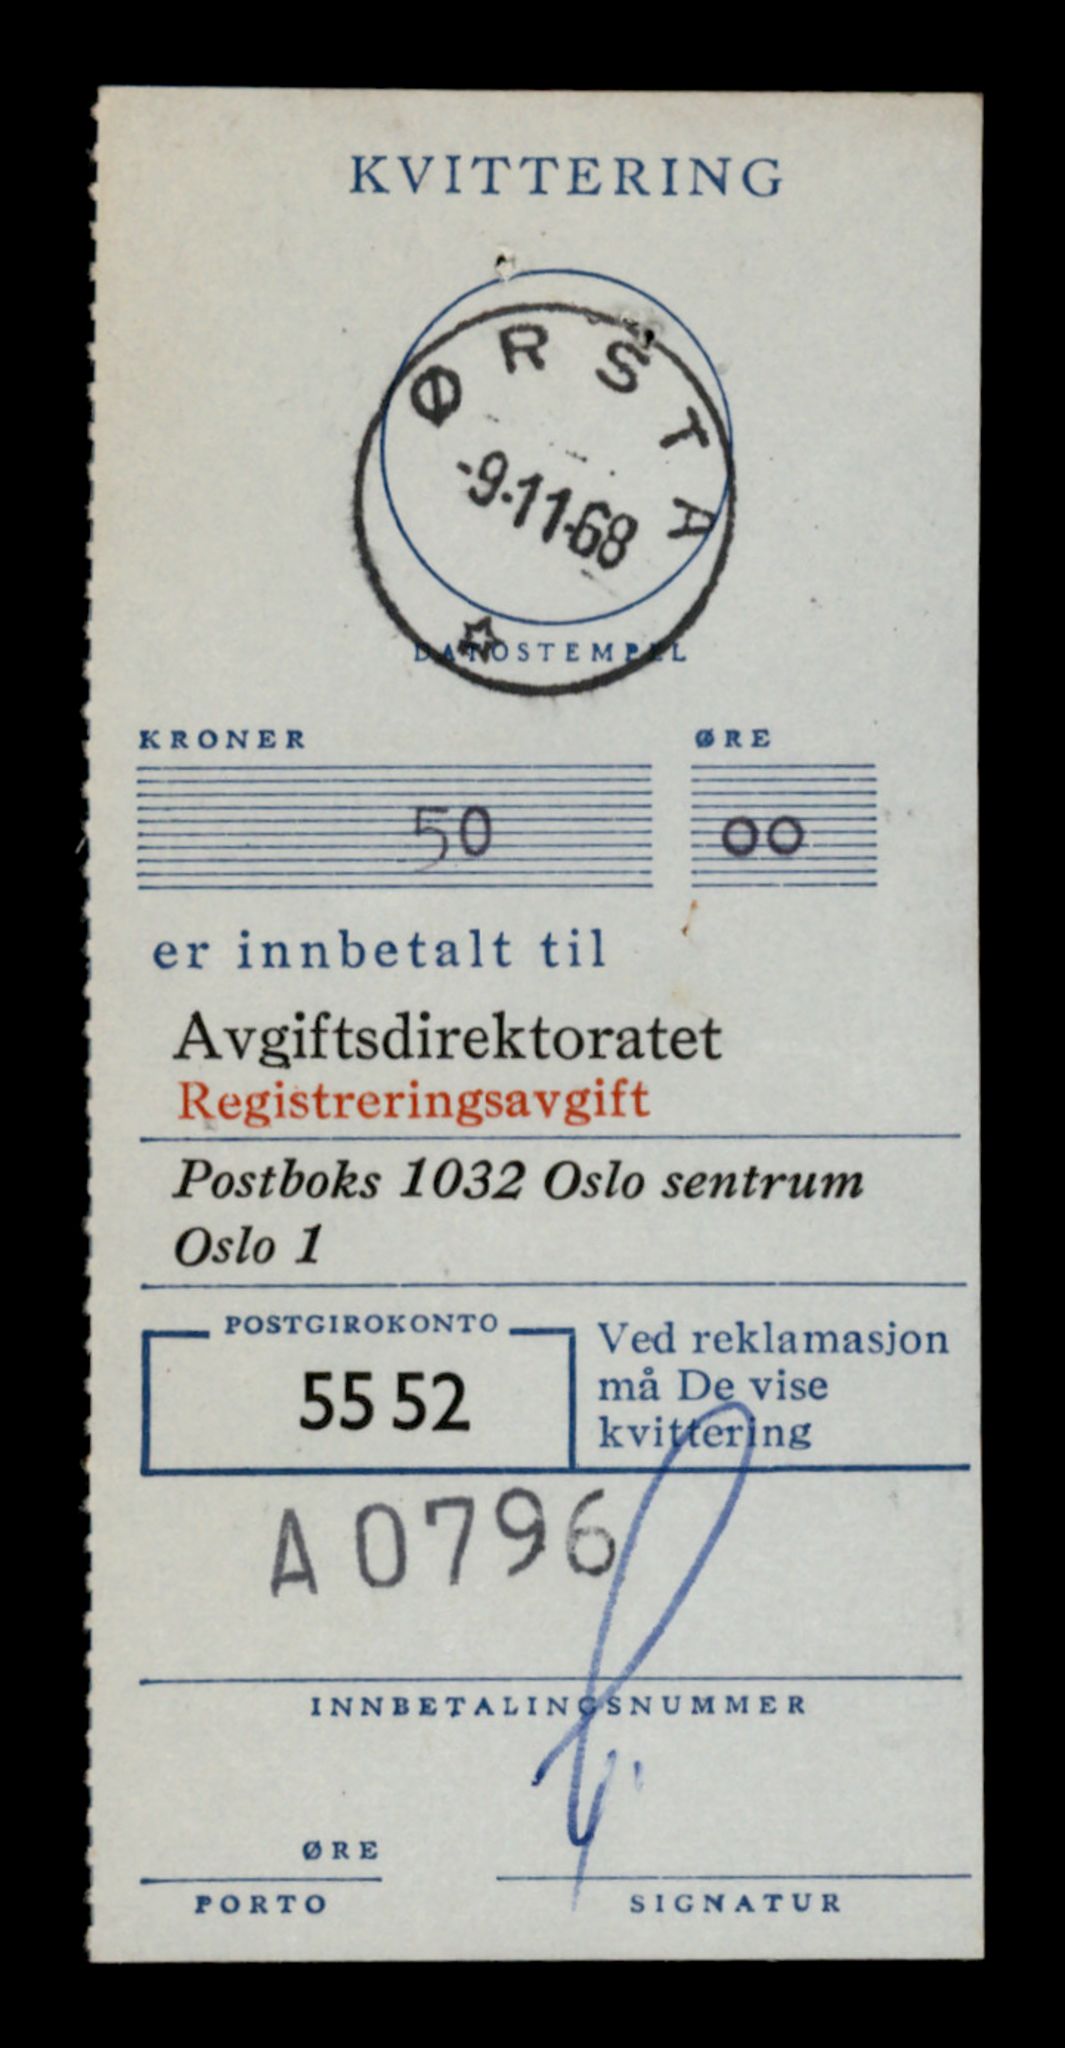 KVITTERING
ØRSTA
-9.11.68
DATOSTEMPEL
KRONER ØRE
50 00
er innbetalt til
Avgiftsdirektoratet
Registreringsavgift
Postboks 1032 Oslo sentrum
Oslo 1
POSTGIROKONTO
55 52
Ved reklamasjon
må De vise
kvittering
A0796
INNBETALINGSNUMMER
ØRE
PORTO SIGNATUR